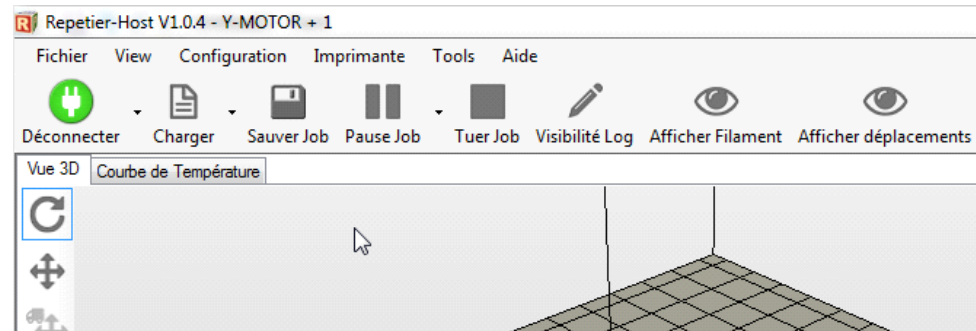 Repetier-Host V1.0.4 - Y-MOTOR + 1
Fichier View Configuration Imprimante Tools Aide
Déconnecter Charger Sauver Job Pause Job Tuer Job Visibilité Log Afficher Filament Afficher déplacements
Vue 3D Courbe de Température